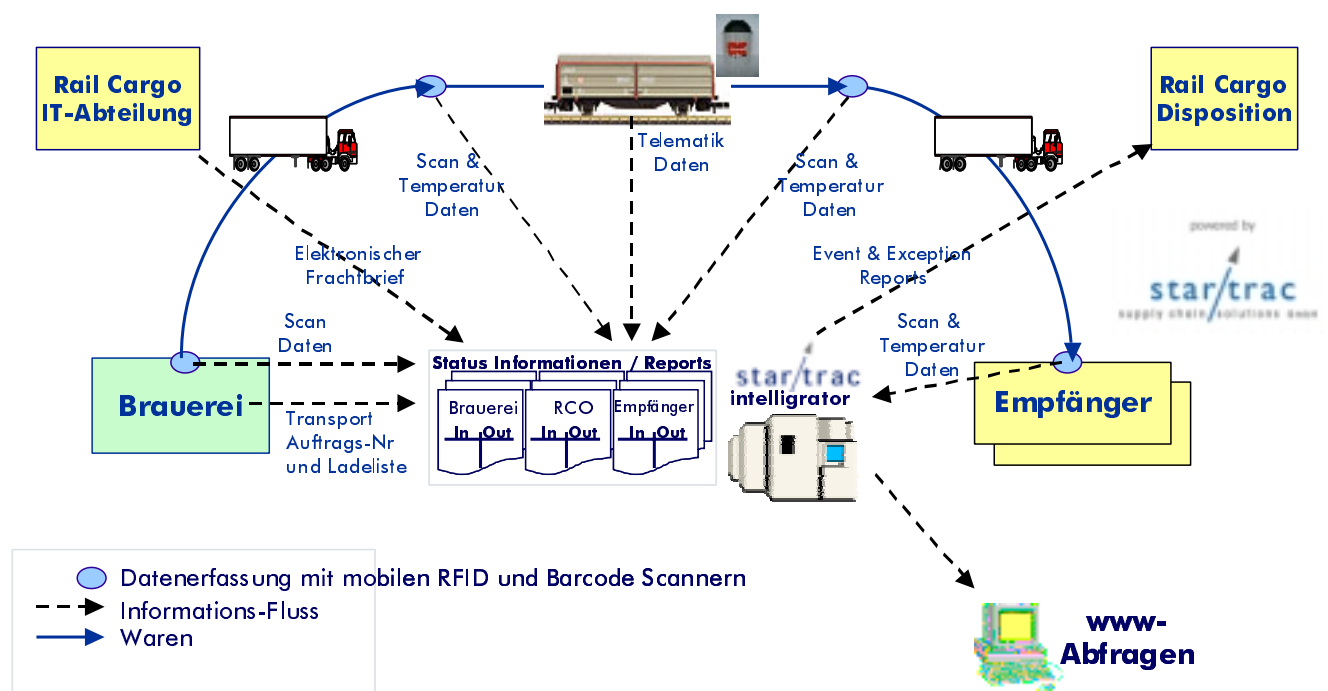 Rail Cargo
IT-Abteilung
Rail Cargo
Disposition
Telematik
Daten
Scan &
Temperatur
Daten
Scan &
Temperatur
Daten
Elektronischer
Frachtbrief
Event & Exception
Reports
powered by
star/trac
supply chain solutions GmbH
Scan
Daten
Scan &
Temperatur
Daten
Brauerei
Transport
Auftrags-Nr
und Ladeliste
Status Informationen / Reports
Brauerei
In Out
RCO
In Out
Empfänger
In Out
star/trac
intelligrator
Empfänger
Datenerfassung mit mobilen RFID und Barcode Scannern
Informations-Fluss
Waren
www-
Abfragen